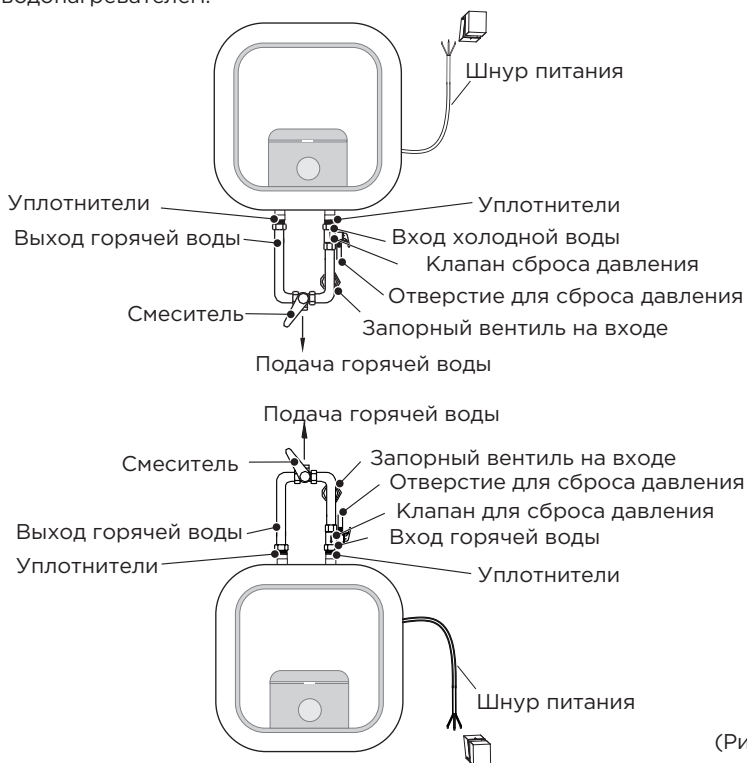 водонагревателем.
Шнур питания
Уплотнители
Уплотнители
Выход горячей воды
Вход холодной воды
Клапан сброса давления
Отверстие для сброса давления
Смеситель
Запорный вентиль на входе
Подача горячей воды
Подача горячей воды
Запорный вентиль на входе
Смеситель
Отверстие для сброса давления
Клапан для сброса давления
Выход горячей воды
Вход горячей воды
Уплотнители
Уплотнители
Шнур питания
(Ри